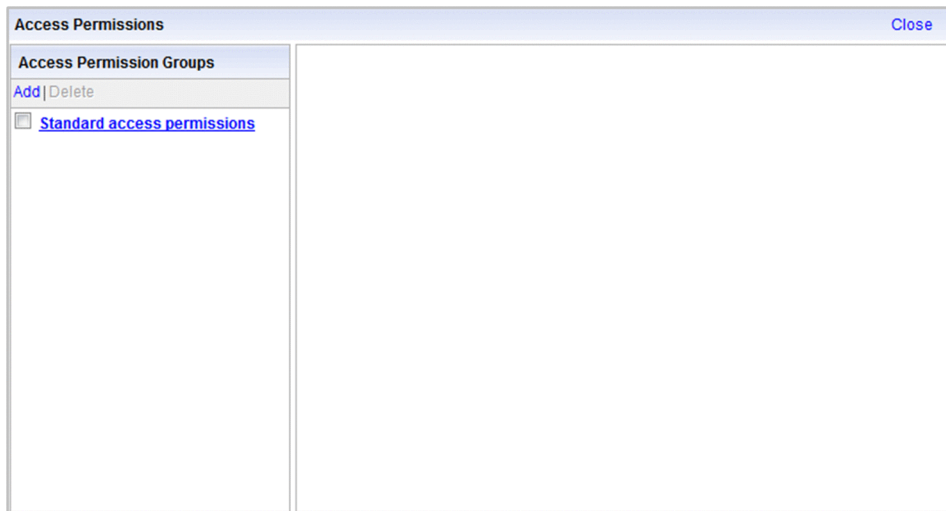 Access Permissions Close
Access Permission Groups
Add|Delete
Standard access permissions